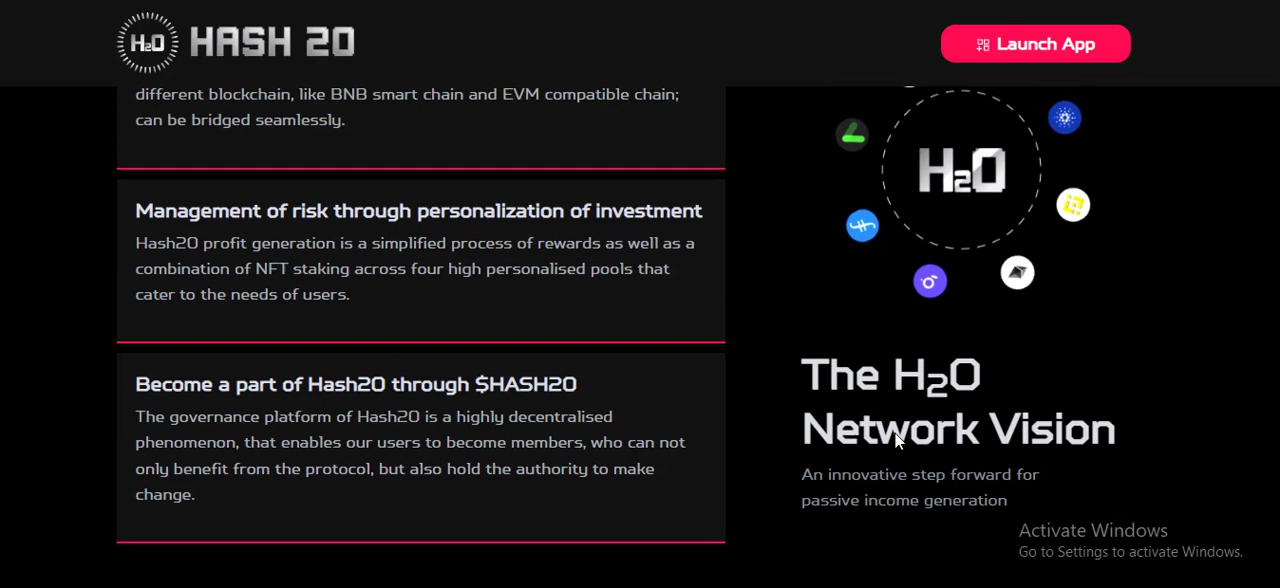 H2O HASH 20
Launch App
different blockchain, like BNB smart chain and EVM compatible chain;
can be bridged seamlessly.
Management of risk through personalization of investment
Hash20 profit generation is a simplified process of rewards as well as a
combination of NFT staking across four high personalised pools that
cater to the needs of users.
Become a part of Hash20 through $HASH20
The governance platform of Hash20 is a highly decentralised
phenomenon, that enables our users to become members, who can not
only benefit from the protocol, but also hold the authority to make
change.
H2O
The H2O
Network Vision
An innovative step forward for
passive income generation
Activate Windows
Go to Settings to activate Windows.